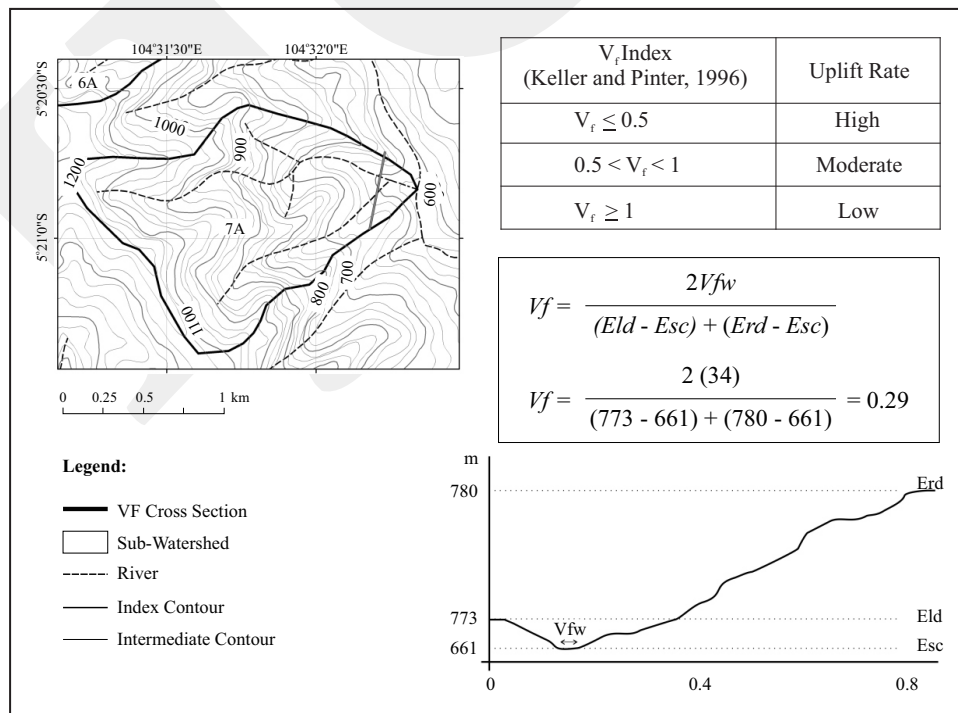 104°31'30"E
104°32'0"E
5°20'30"S
5°21'0"S
6A
1000
900
1200
600
7A
700
800
1100
0 0.25 0.5 1 km
V_f Index
(Keller and Pinter, 1996)
Uplift Rate
V_f ≤ 0.5
High
0.5 < V_f < 1
Moderate
V_f ≥ 1
Low
Vf = 2Vfw
(Eld - Esc) + (Erd - Esc)
Vf = 2 (34)
(773 - 661) + (780 - 661)
= 0.29
Legend:
VF Cross Section
Sub-Watershed
River
Index Contour
Intermediate Contour
m
780
Erd
773
Eld
Vfw
661
Esc
0 0.4 0.8